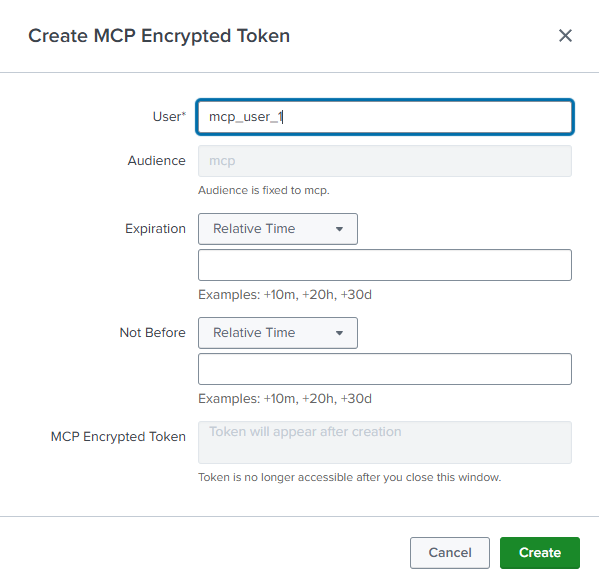 Create MCP Encrypted Token
User*
mcp_user_1
Audience
mcp
Audience is fixed to mcp.
Expiration
Relative Time
Examples: +10m, +20h, +30d
Not Before
Relative Time
Examples: +10m, +20h, +30d
MCP Encrypted Token
Token will appear after creation
Token is no longer accessible after you close this window.
Cancel
Create